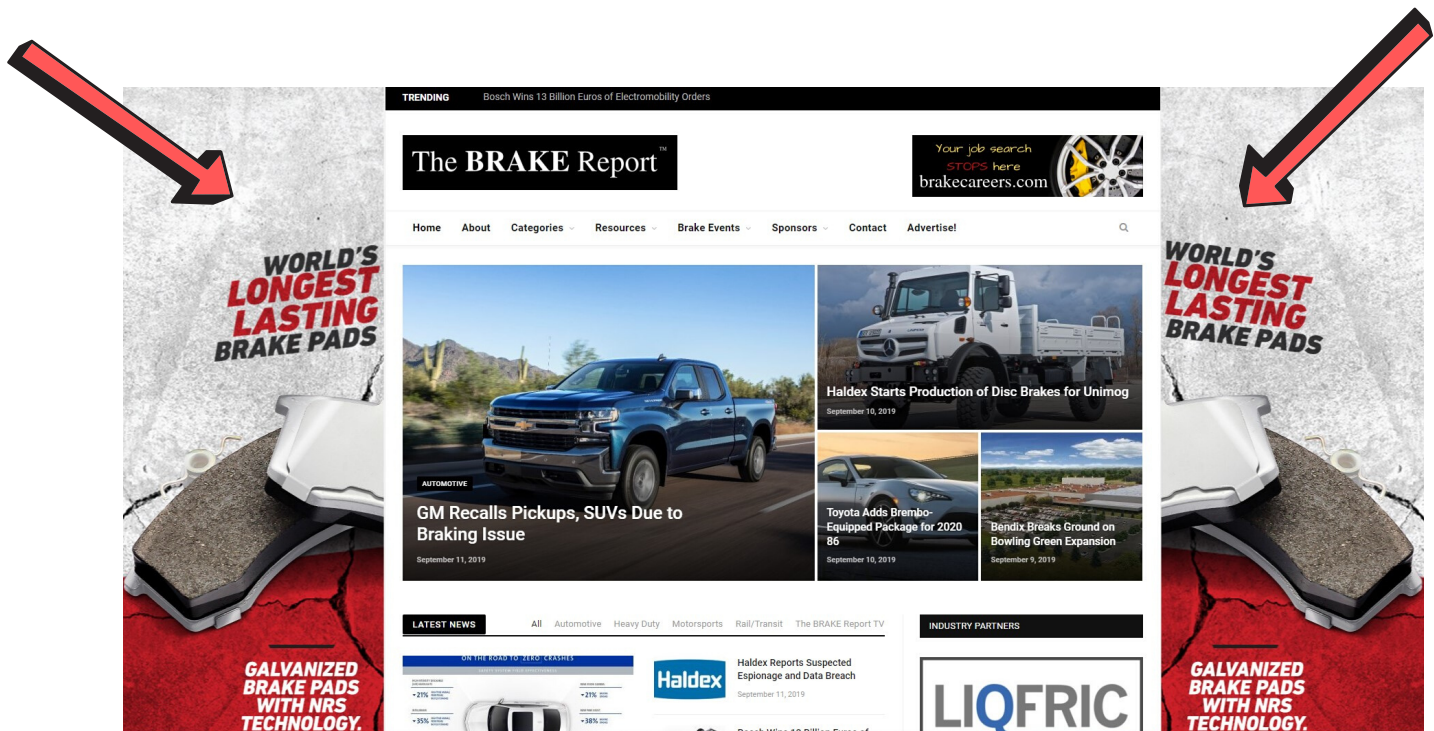 TRENDING Bosch Wins 13 Billion Euros of Electromobility Orders
The BRAKE Report™
Your job search
STOPS here
brakecareers.com
Home About Categories Resources Brake Events Sponsors Contact Advertise!
WORLD'S
LONGEST
LASTING
BRAKE PADS
WORLD'S
LONGEST
LASTING
BRAKE PADS
AUTOMOTIVE
GM Recalls Pickups, SUVs Due to
Braking Issue
September 11, 2019
Haldex Starts Production of Disc Brakes for Unimog
September 10, 2019
Toyota Adds Brembo-
Equipped Package for 2020
86
September 10, 2019
Bendix Breaks Ground on
Bowling Green Expansion
September 9, 2019
LATEST NEWS All Automotive Heavy Duty Motorsports Rail/Transit The BRAKE Report TV
INDUSTRY PARTNERS
ON THE ROAD TO ZERO CRASHES
21%
35%
21%
38%
Haldex
Haldex Reports Suspected
Espionage and Data Breach
September 11, 2019
LIQFRIC
GALVANIZED
BRAKE PADS
WITH NRS
TECHNOLOGY.
GALVANIZED
BRAKE PADS
WITH NRS
TECHNOLOGY.